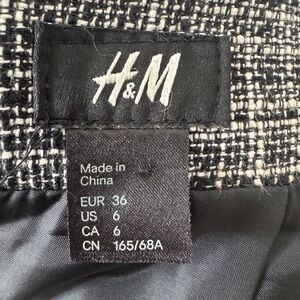 H&M
Made in
China
EUR 36
US 6
CA 6
CN 165/68A